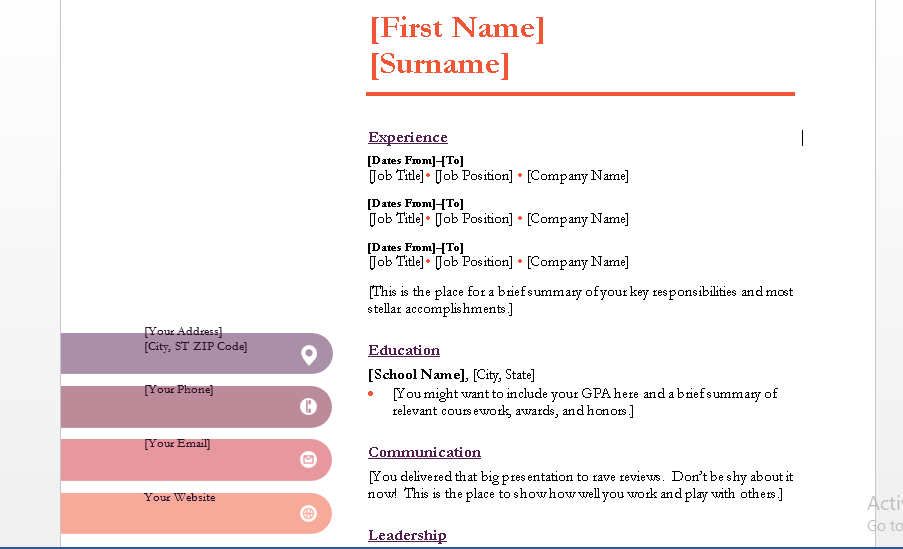 [First Name]
[Surname]
Experience
[Dates From]–[To]
[Job Title] • [Job Position] • [Company Name]
[Dates From]–[To]
[Job Title] • [Job Position] • [Company Name]
[Dates From]–[To]
[Job Title] • [Job Position] • [Company Name]
[This is the place for a brief summary of your key responsibilities and most
stellar accomplishments.]
Education
[School Name], [City, State]
• [You might want to include your GPA here and a brief summary of
relevant coursework, awards, and honors.]
Communication
[You delivered that big presentation to rave reviews.  Don't be shy about it
now!  This is the place to show how well you work and play with others.]
Leadership
[Your Address]
[City, ST ZIP Code]
[Your Phone]
[Your Email]
Your Website
Go to